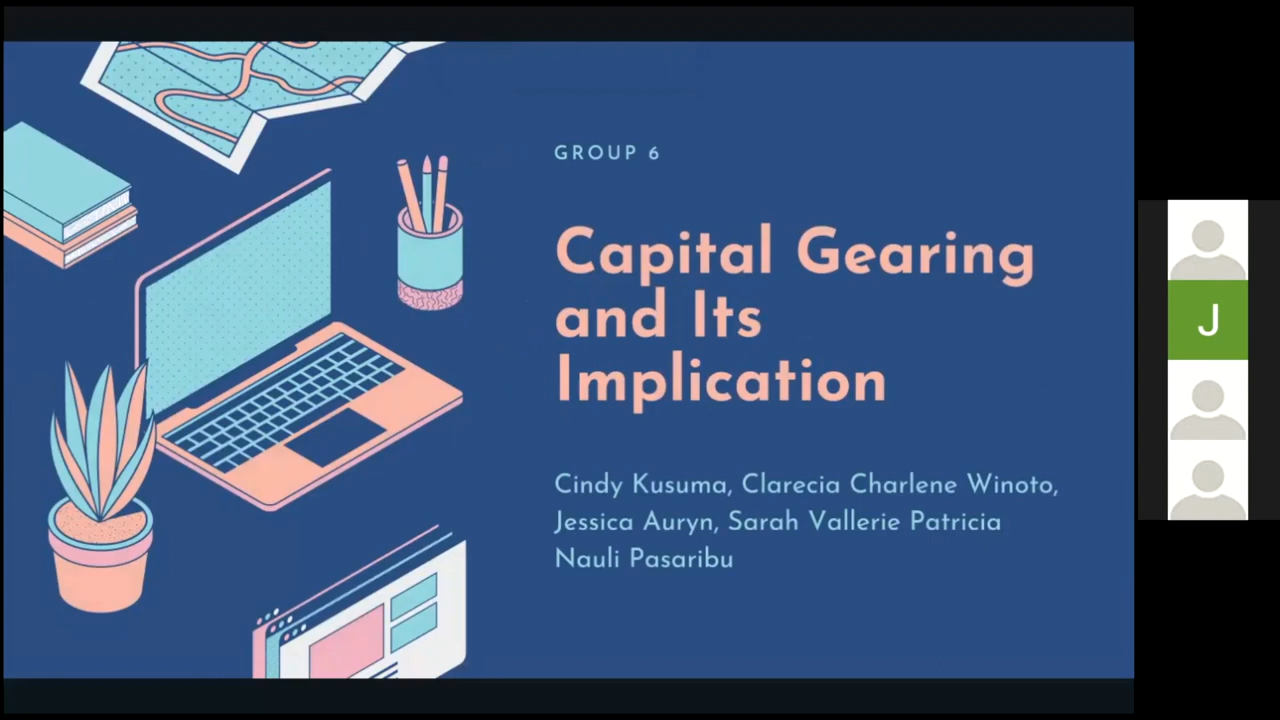 GROUP 6
Capital Gearing
and Its
Implication
Cindy Kusuma, Clarecia Charlene Winoto,
Jessica Auryn, Sarah Vallerie Patricia
Nauli Pasaribu
J